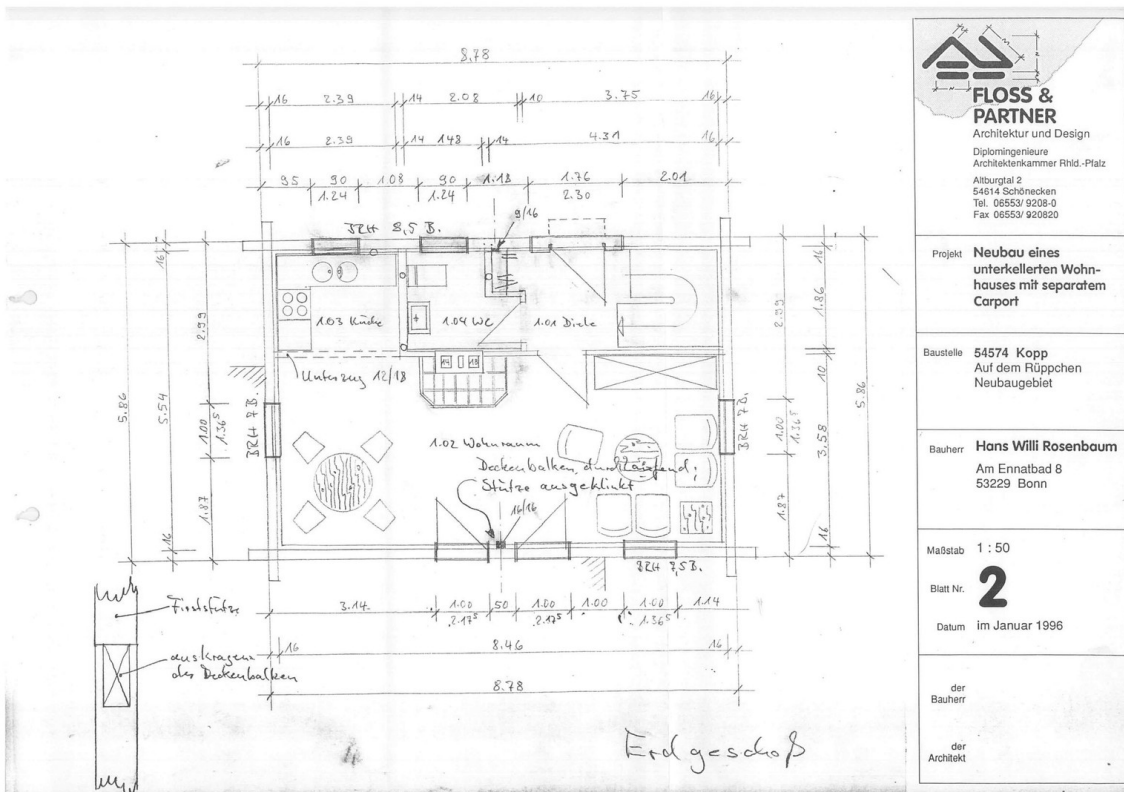 8.78
16 2.39 14 2.08 10 3.75 16
16 2.39 14 1.48 14 4.31 16
95 90 1.08 90 1.18 1.76 2.01
1.24 1.24 2.30
9/16
BRH 8,5 B.
1.03 Küche
1.04 WC
1.01 Diele
Unterzug 12/18
14 18
1.02 Wohnraum
Deckenbalken, durchlaufend;
Stütze ausgeklinkt
16/16
BRH 7 B.
BRH 7 B.
BRH 7,5 B.
5.86
16 5.54 16
2.99 1.00 1.87
1.36⁵
2.99 1.00 1.87
1.36⁵
16 1.86 10 3.58 16
5.86
3.14 1.00 50 1.00 1.00 1.00 1.14
2.17⁵ 2.17⁵ 1.36⁵
16 8.46 16
8.78
Firststütze
auskragen
des Deckenbalken
Erdgeschoß
FLOSS &
PARTNER
Architektur und Design
Diplomingenieure
Architektenkammer Rhld.-Pfalz
Altburgtal 2
54614 Schönecken
Tel. 06553/ 9208-0
Fax 06553/ 920820
Projekt Neubau eines
unterkellerten Wohn-
hauses mit separatem
Carport
Baustelle 54574 Kopp
Auf dem Rüppchen
Neubaugebiet
Bauherr Hans Willi Rosenbaum
Am Ennatbad 8
53229 Bonn
Maßstab 1 : 50
Blatt Nr. 2
Datum im Januar 1996
der
Bauherr
der
Architekt